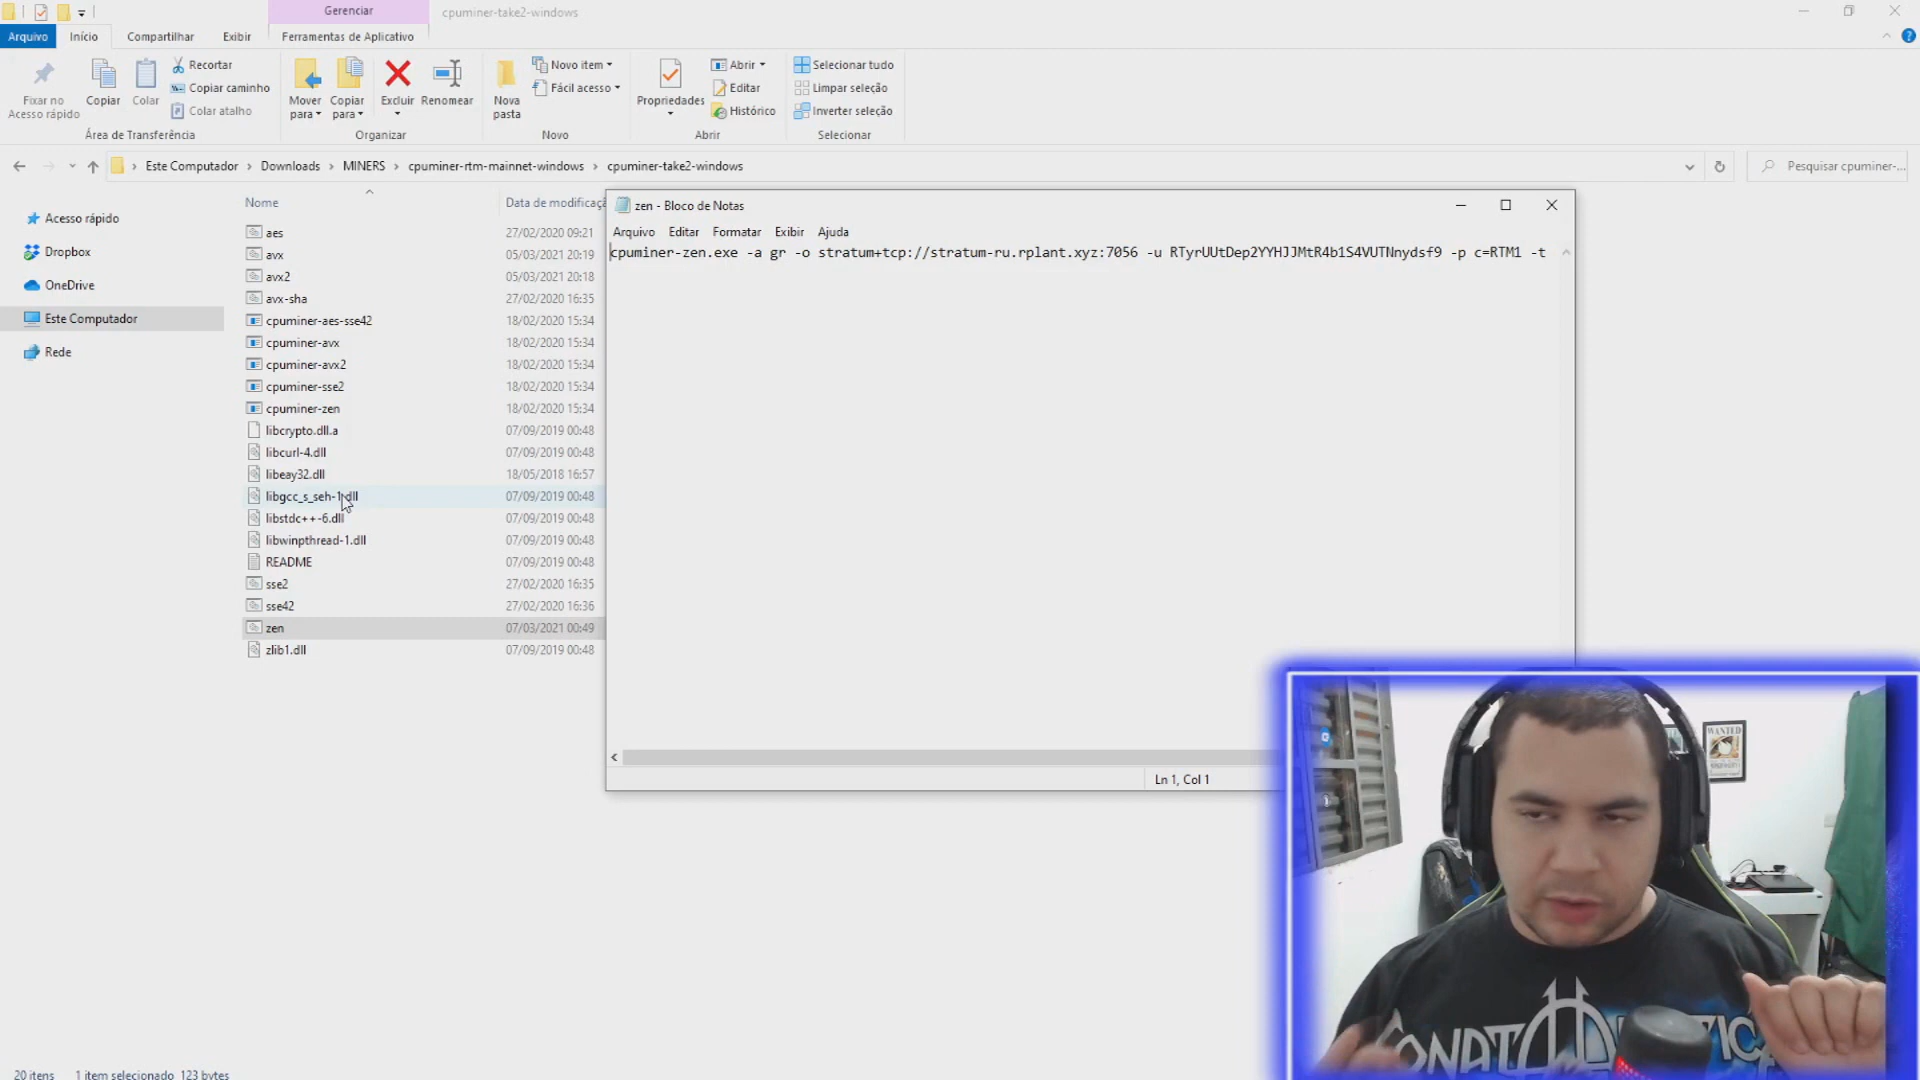 Gerenciar
cpuminer-take2-windows
Arquivo Início Compartilhar Exibir Ferramentas de Aplicativo
Fixar no Acesso rápido
Copiar
Colar
Recortar
Copiar caminho
Colar atalho
Área de Transferência
Mover para
Copiar para
Excluir
Renomear
Organizar
Nova pasta
Novo item
Fácil acesso
Novo
Propriedades
Abrir
Editar
Histórico
Abrir
Selecionar tudo
Limpar seleção
Inverter seleção
Selecionar
Este Computador > Downloads > MINERS > cpuminer-rtm-mainnet-windows > cpuminer-take2-windows
Pesquisar cpuminer-...
Acesso rápido
Dropbox
OneDrive
Este Computador
Rede
Nome Data de modificaçã
aes 27/02/2020 09:21
avx 05/03/2021 20:19
avx2 05/03/2021 20:18
avx-sha 27/02/2020 16:35
cpuminer-aes-sse42 18/02/2020 15:34
cpuminer-avx 18/02/2020 15:34
cpuminer-avx2 18/02/2020 15:34
cpuminer-sse2 18/02/2020 15:34
cpuminer-zen 18/02/2020 15:34
libcrypto.dll.a 07/09/2019 00:48
libcurl-4.dll 07/09/2019 00:48
libeay32.dll 18/05/2018 16:57
libgcc_s_seh-1.dll 07/09/2019 00:48
libstdc++-6.dll 07/09/2019 00:48
libwinpthread-1.dll 07/09/2019 00:48
README 07/09/2019 00:48
sse2 27/02/2020 16:35
sse42 27/02/2020 16:36
zen 07/03/2021 00:49
zlib1.dll 07/09/2019 00:48
zen - Bloco de Notas
Arquivo Editar Formatar Exibir Ajuda
cpuminer-zen.exe -a gr -o stratum+tcp://stratum-ru.rplant.xyz:7056 -u RTyrUUtDep2YYHJJMtR4b1S4VUTNnydsf9 -p c=RTM1 -t
Ln 1, Col 1
WANTED
20 itens 1 item selecionado 123 bytes